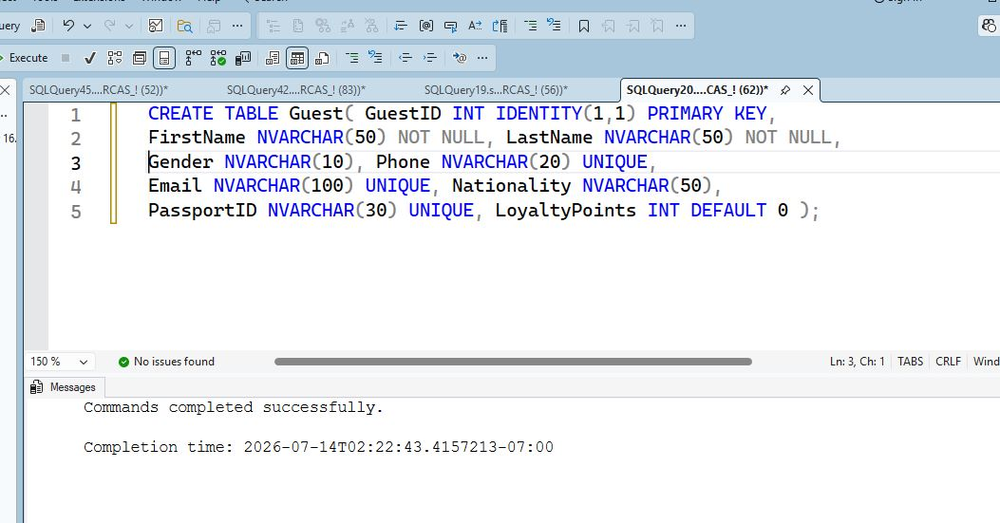 Execute
SQLQuery45....RCAS_! (52))*
SQLQuery42....RCAS_! (83))*
SQLQuery19.s...RCAS_! (56))*
SQLQuery20....CAS_! (62))*
16.
1 CREATE TABLE Guest( GuestID INT IDENTITY(1,1) PRIMARY KEY,
2 FirstName NVARCHAR(50) NOT NULL, LastName NVARCHAR(50) NOT NULL,
3 Gender NVARCHAR(10), Phone NVARCHAR(20) UNIQUE,
4 Email NVARCHAR(100) UNIQUE, Nationality NVARCHAR(50),
5 PassportID NVARCHAR(30) UNIQUE, LoyaltyPoints INT DEFAULT 0 );
150 % No issues found Ln: 3, Ch: 1 TABS CRLF Wind
Messages
Commands completed successfully.
Completion time: 2026-07-14T02:22:43.4157213-07:00